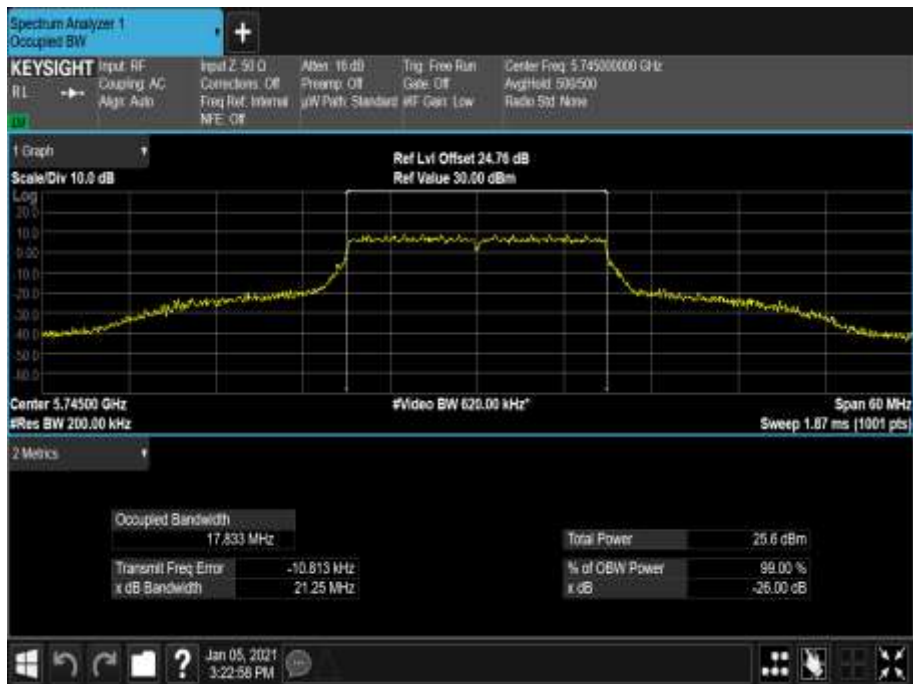 Spectrum Analyzer 1
Occupied BW
+
KEYSIGHT
RL
Input: RF
Coupling: AC
Align: Auto
Input Z: 50 Ω
Corrections: Off
Freq Ref: Internal
NFE: Off
Atten: 16 dB
Preamp: Off
µW Path: Standard
Trig: Free Run
Gate: Off
#IF Gain: Low
Center Freq: 5.745000000 GHz
Avg|Hold: 500/500
Radio Std: None
1 Graph
Scale/Div 10.0 dB
Ref Lvl Offset 24.76 dB
Ref Value 30.00 dBm
Log
20.0
10.0
0.00
-10.0
-20.0
-30.0
-40.0
-50.0
-60.0
Center 5.74500 GHz
#Video BW 620.00 kHz*
Span 60 MHz
#Res BW 200.00 kHz
Sweep 1.87 ms (1001 pts)
2 Metrics
Occupied Bandwidth
17.833 MHz
Total Power 25.6 dBm
Transmit Freq Error -10.813 kHz
% of OBW Power 99.00 %
x dB Bandwidth 21.25 MHz
x dB -26.00 dB
?
Jan 05, 2021
3:22:58 PM